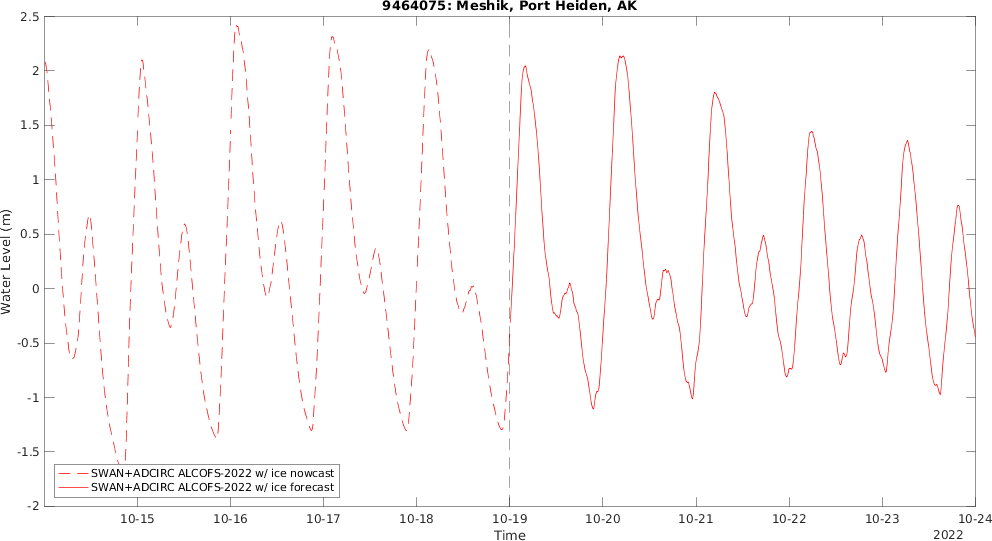 9464075: Meshik, Port Heiden, AK
2.5
2
1.5
1
0.5
0
-0.5
-1
-1.5
-2
Water Level (m)
SWAN+ADCIRC ALCOFS-2022 w/ ice nowcast
SWAN+ADCIRC ALCOFS-2022 w/ ice forecast
10-15 10-16 10-17 10-18 10-19 10-20 10-21 10-22 10-23 10-24
Time
2022